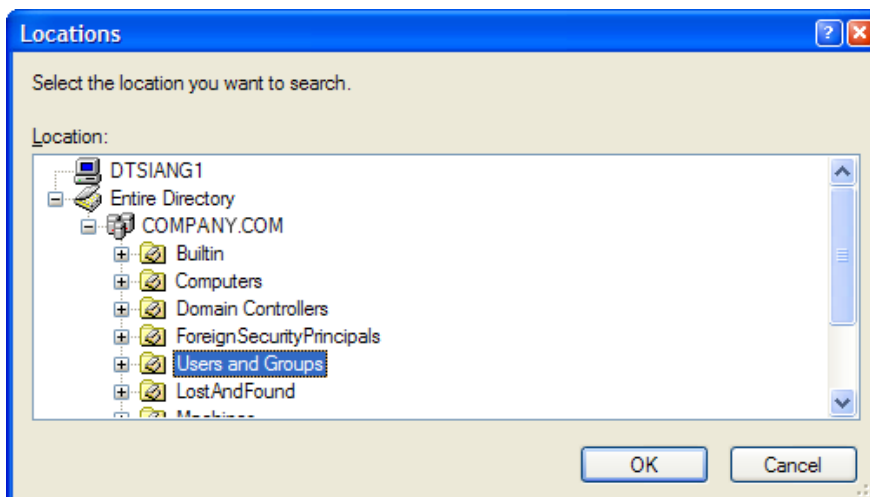 Locations
Select the location you want to search.
Location:
DTSIANG1
Entire Directory
COMPANY.COM
Builtin
Computers
Domain Controllers
ForeignSecurityPrincipals
Users and Groups
LostAndFound
OK Cancel